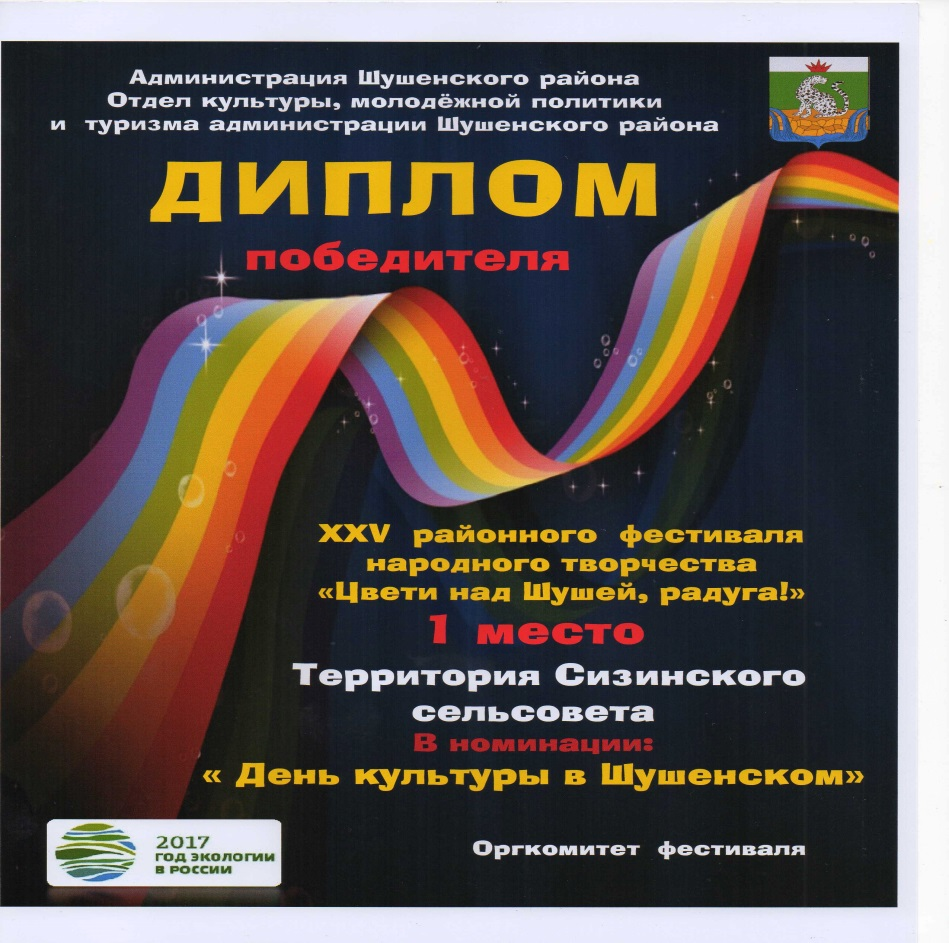 Администрация Шушенского района
Отдел культуры, молодёжной политики
и туризма администрации Шушенского района
ДИПЛОМ
победителя
XXV районного фестиваля
народного творчества
«Цвети над Шушей, радуга!»
1 место
Территория Сизинского
сельсовета
В номинации:
« День культуры в Шушенском»
2017
ГОД ЭКОЛОГИИ
В РОССИИ
Оргкомитет фестиваля